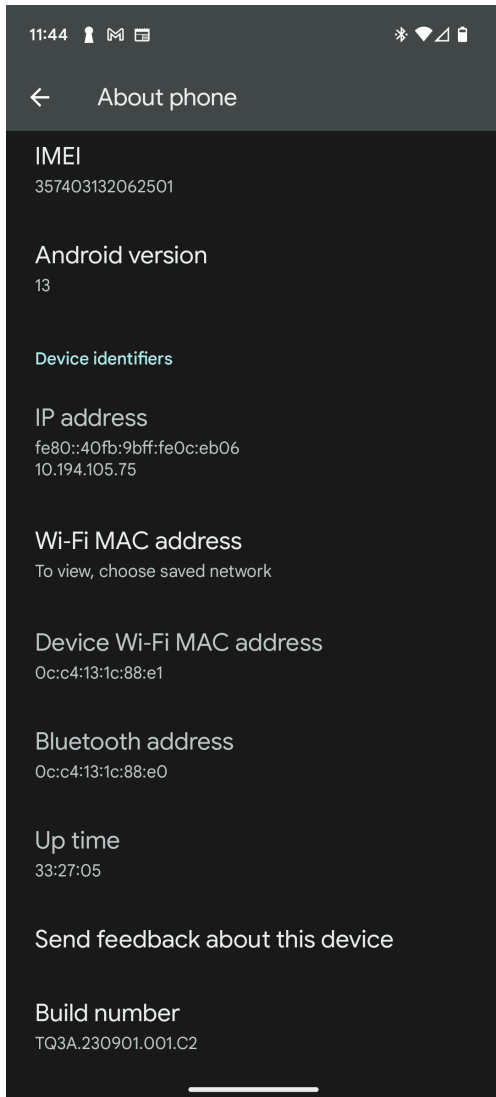 11:44
About phone
IMEI
357403132062501
Android version
13
Device identifiers
IP address
fe80::40fb:9bff:fe0c:eb06
10.194.105.75
Wi-Fi MAC address
To view, choose saved network
Device Wi-Fi MAC address
0c:c4:13:1c:88:e1
Bluetooth address
0c:c4:13:1c:88:e0
Up time
33:27:05
Send feedback about this device
Build number
TQ3A.230901.001.C2